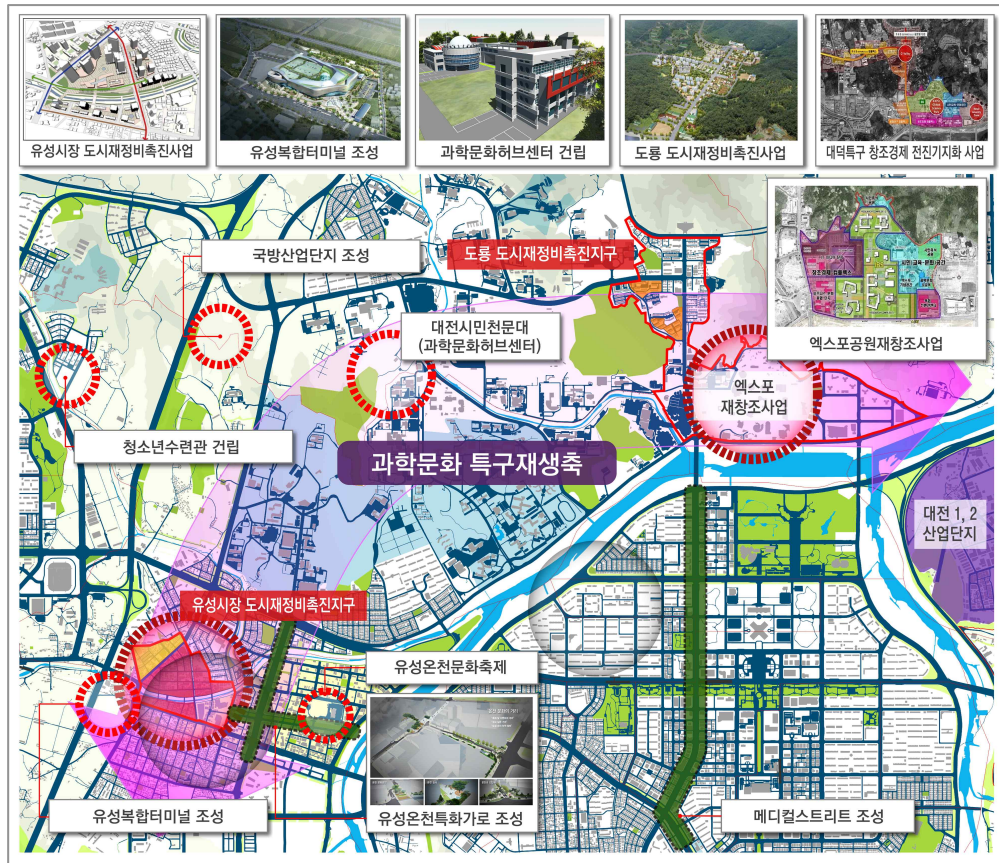 유성시장 도시재정비촉진사업
유성복합터미널 조성
과학문화허브센터 건립
도룡 도시재정비촉진사업
대덕특구 창조경제 전진기지화 사업
국방산업단지 조성
도룡 도시재정비촉진지구
대전시민천문대
(과학문화허브센터)
엑스포공원재창조사업
엑스포
재창조사업
청소년수련관 건립
과학문화 특구재생축
대전 1, 2
산업단지
유성시장 도시재정비촉진지구
유성온천문화축제
유성온천특화가로 조성
유성복합터미널 조성
메디컬스트리트 조성